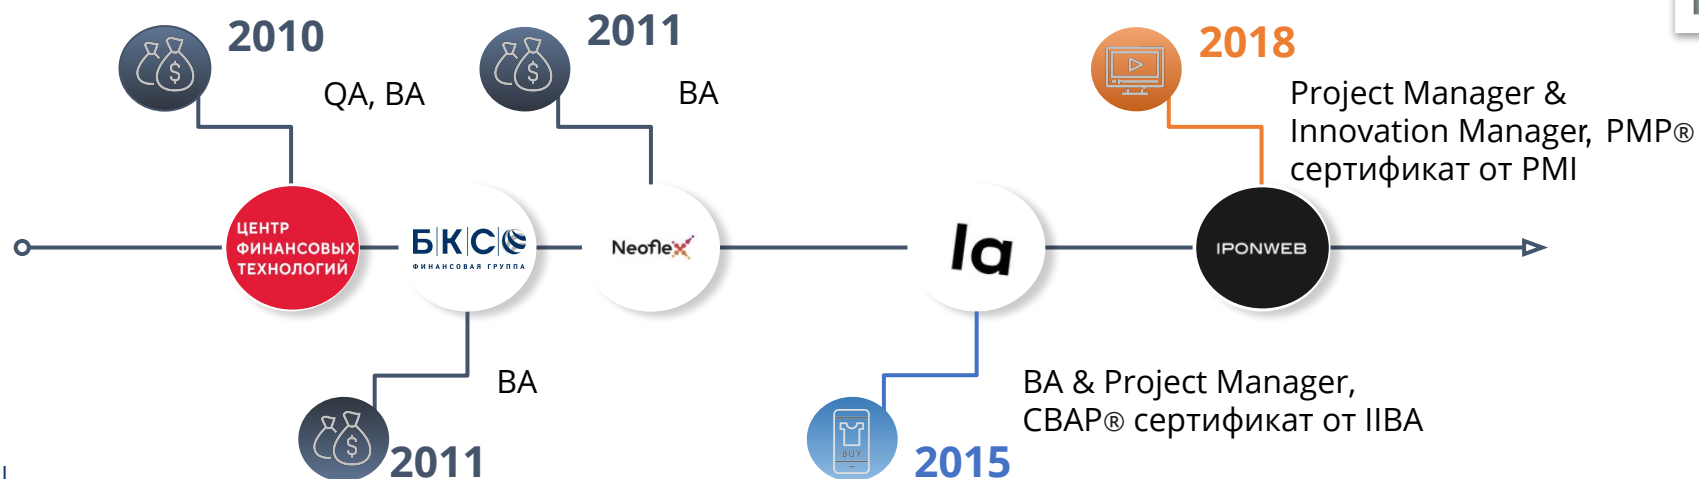 2010
QA, BA
2011
BA
2018
Project Manager &
Innovation Manager, PMP®
сертификат от PMI
ЦЕНТР
ФИНАНСОВЫХ
ТЕХНОЛОГИЙ
БКС
ФИНАНСОВАЯ ГРУППА
Neoflex
la
IPONWEB
BA
2011
BUY
2015
BA & Project Manager,
CBAP® сертификат от IIBA